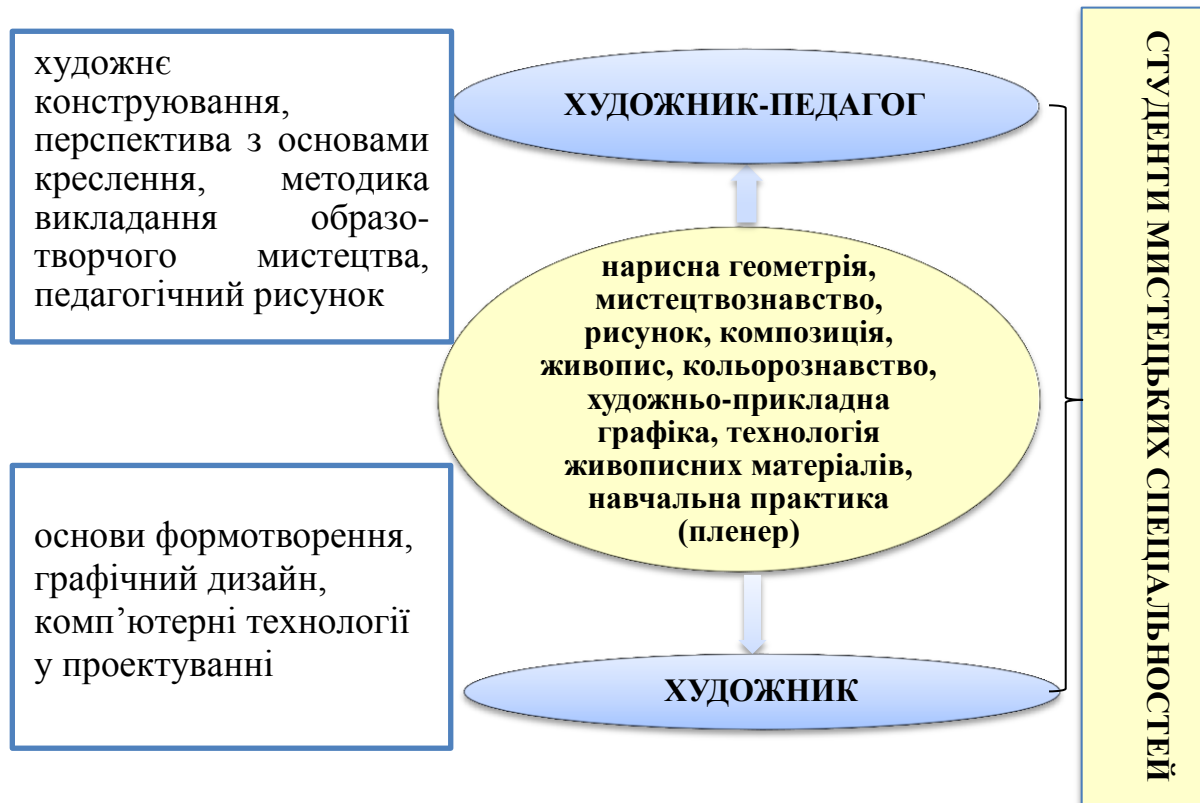 художнє
конструювання,
перспектива з основами
креслення, методика
викладання образо-
творчого мистецтва,
педагогічний рисунок
ХУДОЖНИК-ПЕДАГОГ
нарисна геометрія,
мистецтвознавство,
рисунок, композиція,
живопис, кольорознавство,
художньо-прикладна
графіка, технологія
живописних матеріалів,
навчальна практика
(пленер)
основи формотворення,
графічний дизайн,
комп’ютерні технології
у проектуванні
ХУДОЖНИК
СТУДЕНТИ МИСТЕЦЬКИХ СПЕЦІАЛЬНОСТЕЙ